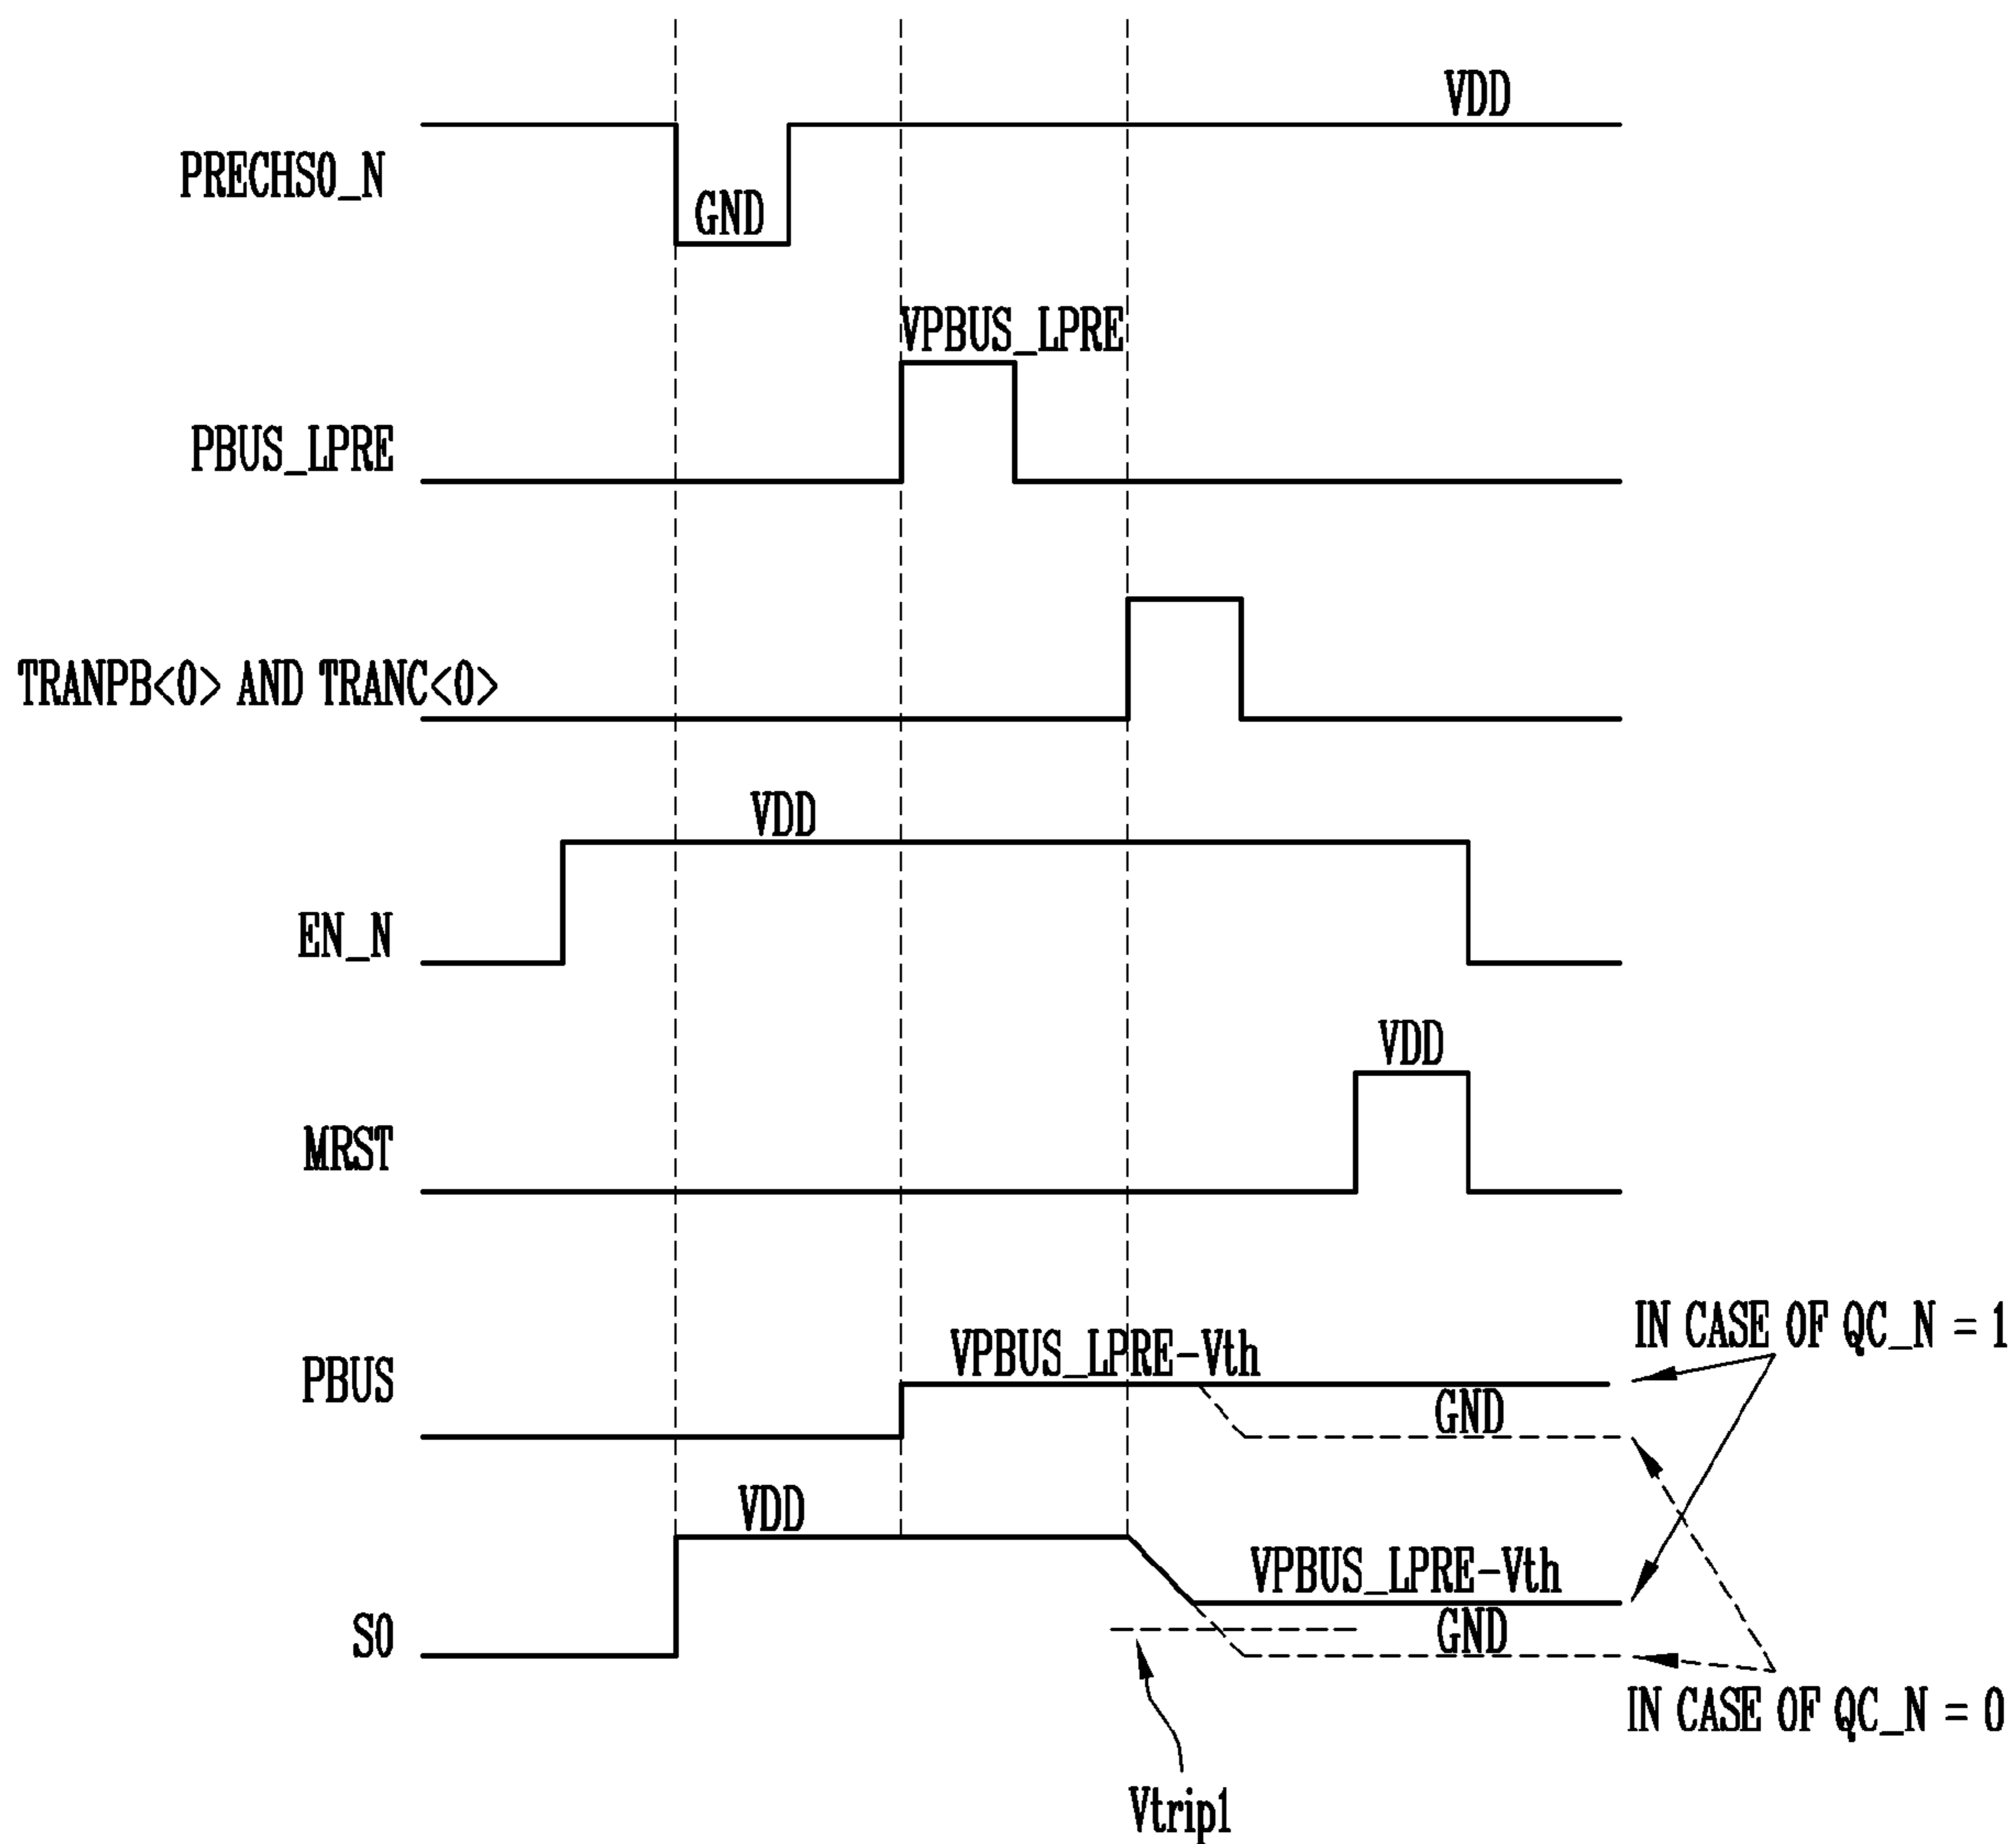 VDD
PRECHSO_N
GND
VPBUS_LPRE
PBUS_LPRE
TRANPB<0> AND TRANC<0>
VDD
EN_N
VDD
MRST
IN CASE OF QC_N = 1
VPBUS_LPRE-Vth
PBUS
GND
VDD
VPBUS_LPRE-Vth
SO
GND
IN CASE OF QC_N = 0
Vtrip1